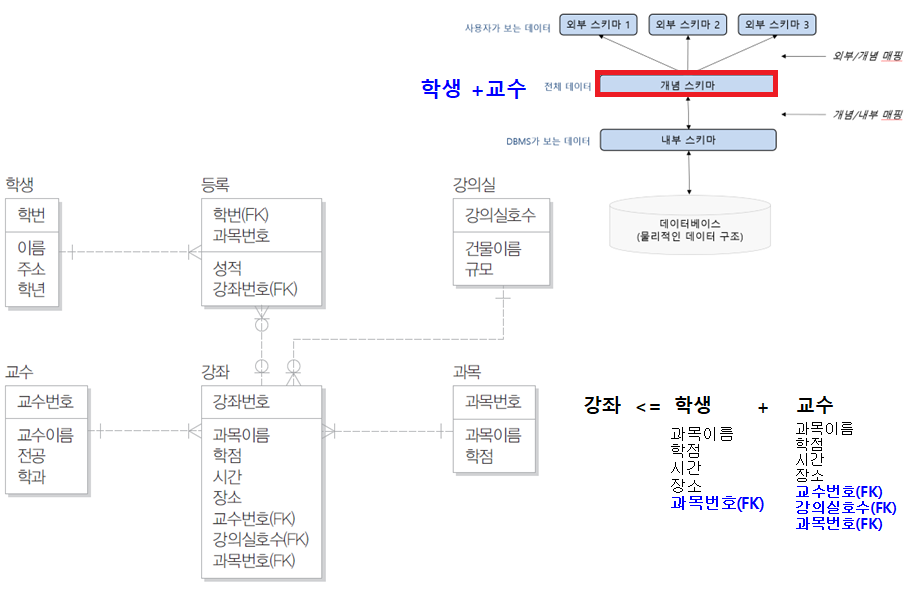 사용자가 보는 데이터
외부 스키마 1
외부 스키마 2
외부 스키마 3
외부/개념 매핑
학생 +교수
전체 데이터
개념 스키마
개념/내부 매핑
DBMS가 보는 데이터
내부 스키마
데이터베이스
(물리적인 데이터 구조)
학생
학번
이름
주소
학년
등록
학번(FK)
과목번호
성적
강좌번호(FK)
강의실
강의실호수
건물이름
규모
교수
교수번호
교수이름
전공
학과
강좌
강좌번호
과목이름
학점
시간
장소
교수번호(FK)
강의실호수(FK)
과목번호(FK)
과목
과목번호
과목이름
학점
강좌 <= 학생 + 교수
과목이름
학점
시간
장소
과목번호(FK)
과목이름
학점
시간
장소
교수번호(FK)
강의실호수(FK)
과목번호(FK)